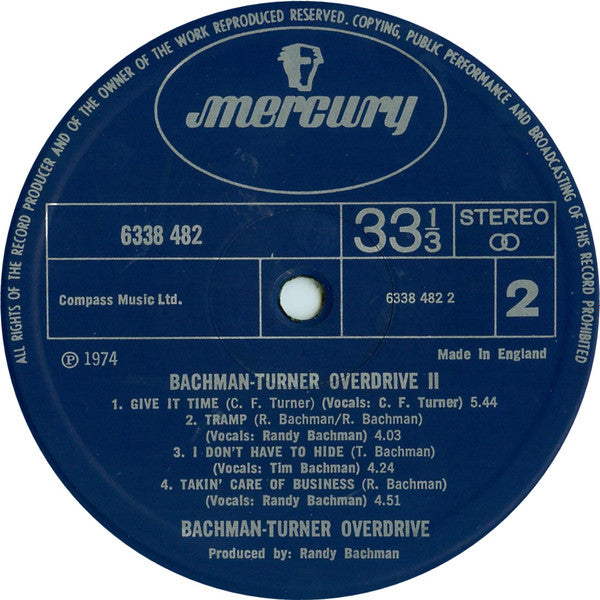 ALL RIGHTS OF THE RECORD PRODUCER AND OF THE OWNER OF THE WORK REPRODUCED RESERVED. COPYING, PUBLIC PERFORMANCE AND BROADCASTING OF THIS RECORD PROHIBITED
mercury
6338 482
33 1/3
STEREO
Compass Music Ltd.
6338 482 2
2
Ⓟ 1974
Made in England
BACHMAN-TURNER OVERDRIVE II
1. GIVE IT TIME (C. F. Turner) (Vocals: C. F. Turner) 5.44
2. TRAMP (R. Bachman/R. Bachman)
(Vocals: Randy Bachman) 4.03
3. I DON'T HAVE TO HIDE (T. Bachman)
(Vocals: Tim Bachman) 4.24
4. TAKIN' CARE OF BUSINESS (R. Bachman)
(Vocals: Randy Bachman) 4.51
BACHMAN-TURNER OVERDRIVE
Produced by: Randy Bachman